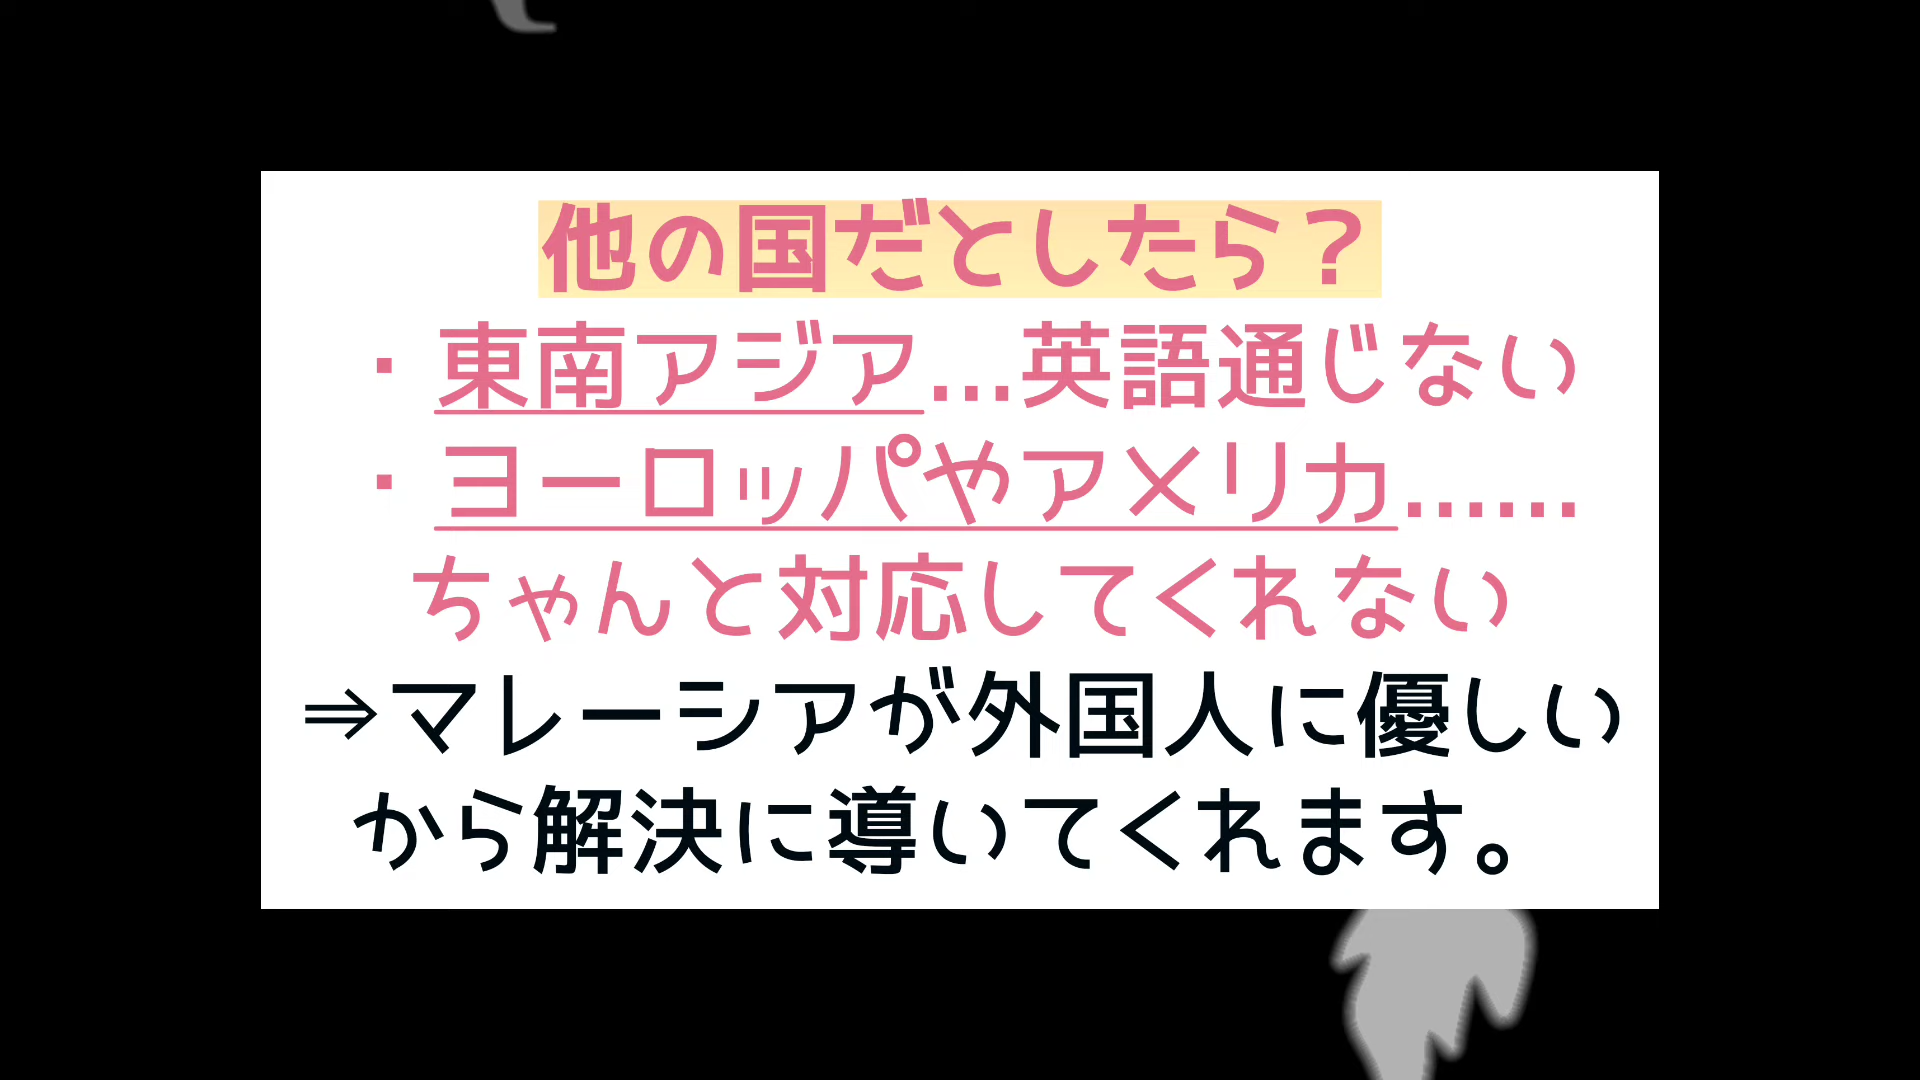 他の国だとしたら？
・東南アジア...英語通じない
・ヨーロッパやアメリカ......
ちゃんと対応してくれない
⇒マレーシアが外国人に優しい
から解決に導いてくれます。